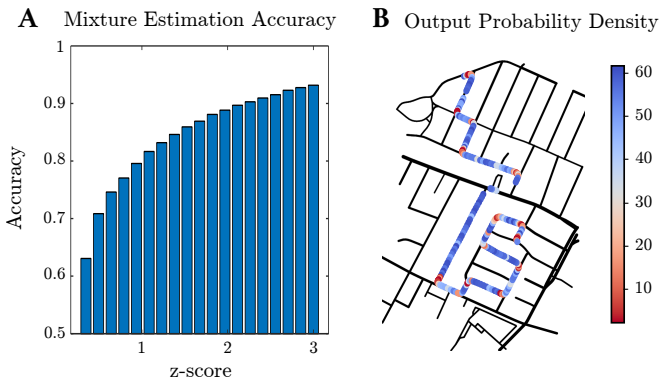 A Mixture Estimation Accuracy
1
0.9
0.8
0.7
0.6
0.5
Accuracy
1 2 3
z-score
B Output Probability Density
60
50
40
30
20
10